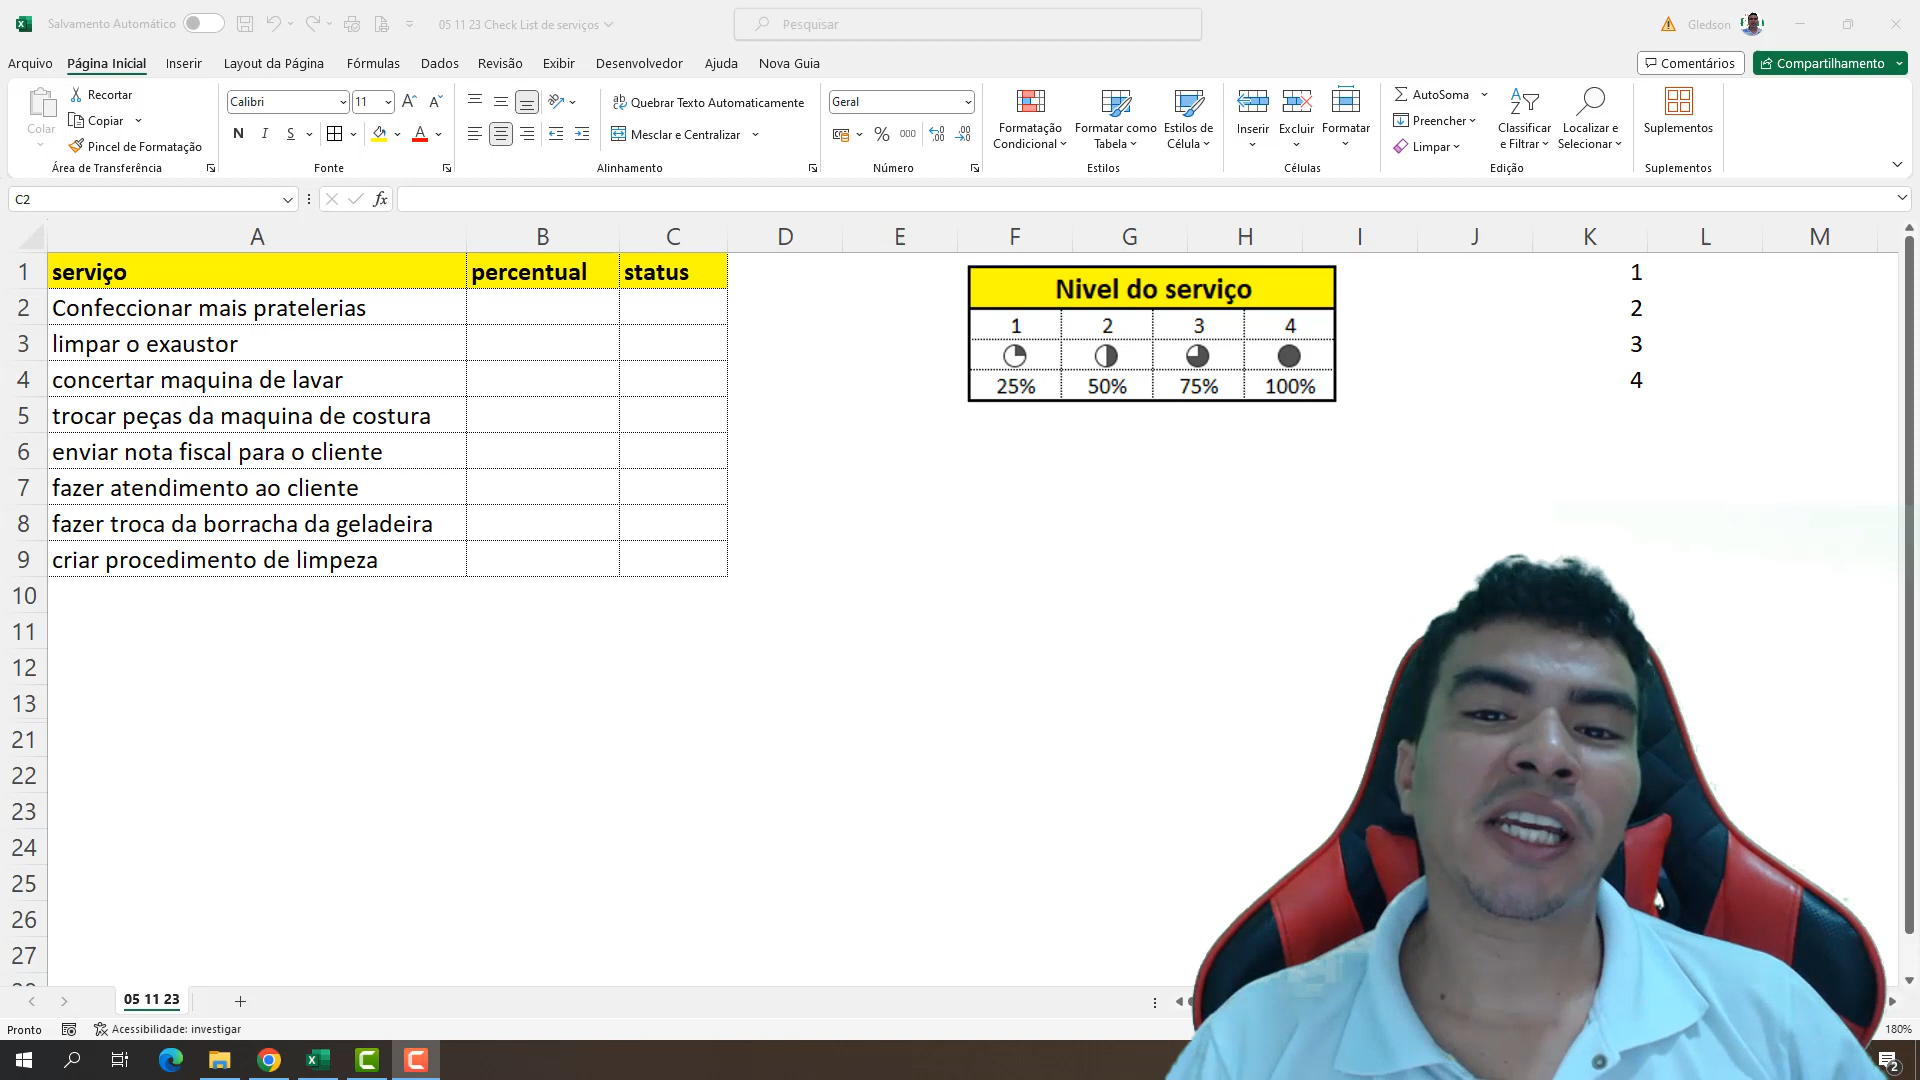 Salvamento Automático
05 11 23 Check List de serviços
Pesquisar
Gledson
Arquivo Página Inicial Inserir Layout da Página Fórmulas Dados Revisão Exibir Desenvolvedor Ajuda Nova Guia
Comentários Compartilhamento
Colar
Recortar
Copiar
Pincel de Formatação
Área de Transferência
Calibri 11
N I S
Fonte
Quebrar Texto Automaticamente
Mesclar e Centralizar
Alinhamento
Geral
% 000
Número
Formatação Condicional
Formatar como Tabela
Estilos de Célula
Estilos
Inserir Excluir Formatar
Células
AutoSoma
Preencher
Limpar
Classificar e Filtrar
Localizar e Selecionar
Edição
Suplementos
Suplementos
C2 fx
A B C D E F G H I J K L M
1 serviço percentual status
2 Confeccionar mais pratelerias
3 limpar o exaustor
4 concertar maquina de lavar
5 trocar peças da maquina de costura
6 enviar nota fiscal para o cliente
7 fazer atendimento ao cliente
8 fazer troca da borracha da geladeira
9 criar procedimento de limpeza
10
11
12
13
21
22
23
24
25
26
27
Nivel do serviço
1 2 3 4
25% 50% 75% 100%
1
2
3
4
05 11 23
Pronto Acessibilidade: investigar
180%
2